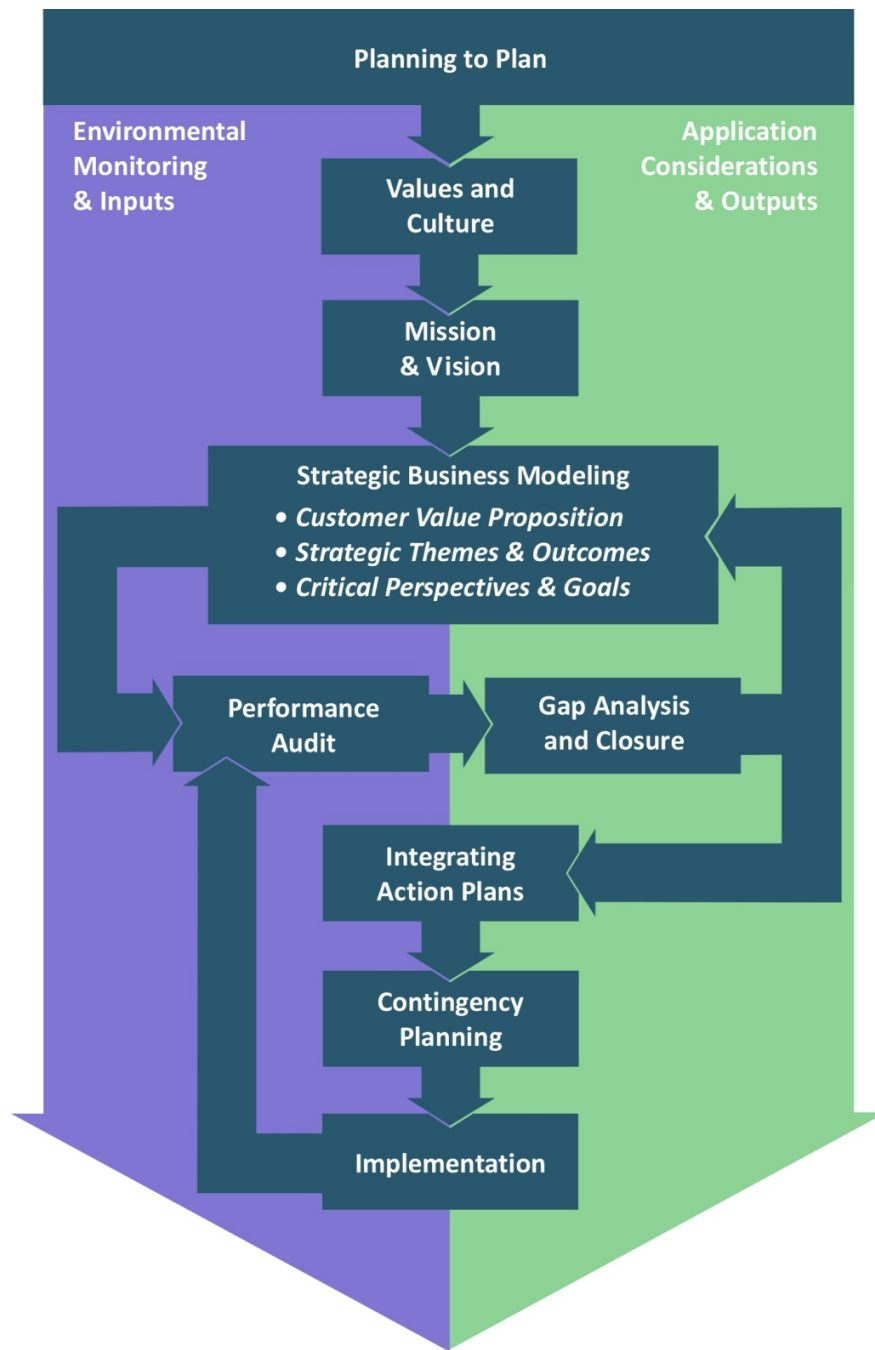 Planning to Plan
Environmental
Monitoring
& Inputs
Application
Considerations
& Outputs
Values and
Culture
Mission
& Vision
Strategic Business Modeling
• Customer Value Proposition
• Strategic Themes & Outcomes
• Critical Perspectives & Goals
Performance
Audit
Gap Analysis
and Closure
Integrating
Action Plans
Contingency
Planning
Implementation